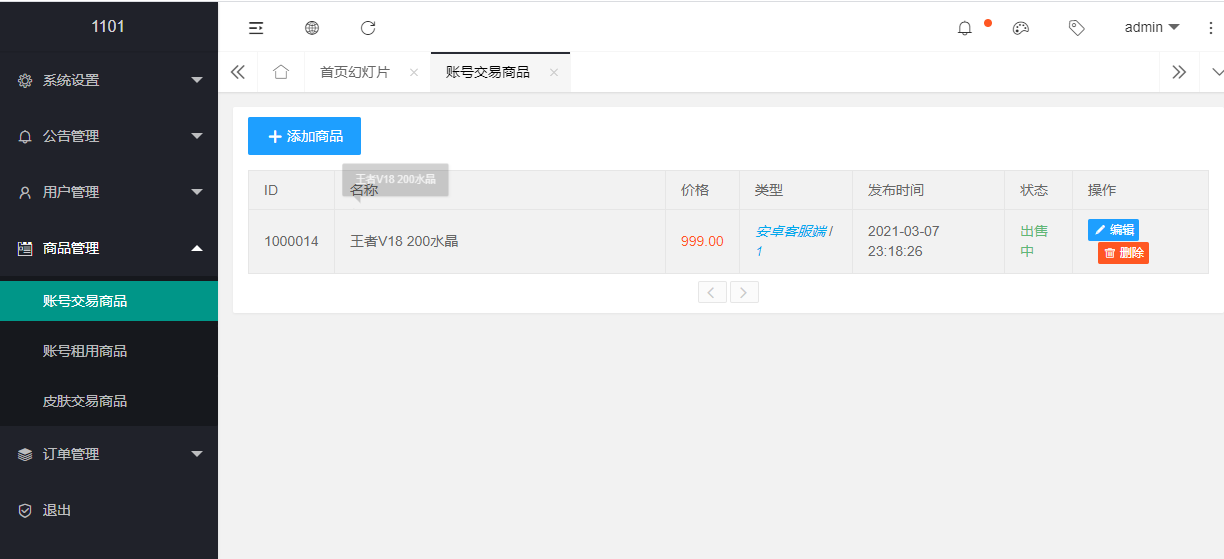 1101
系统设置
公告管理
用户管理
商品管理
账号交易商品
账号租用商品
皮肤交易商品
订单管理
退出
admin
首页幻灯片
账号交易商品
添加商品
王者V18 200水晶
ID
名称
价格
类型
发布时间
状态
操作
1000014
王者V18 200水晶
999.00
安卓客服端 /
1
2021-03-07
23:18:26
出售
中
编辑
删除